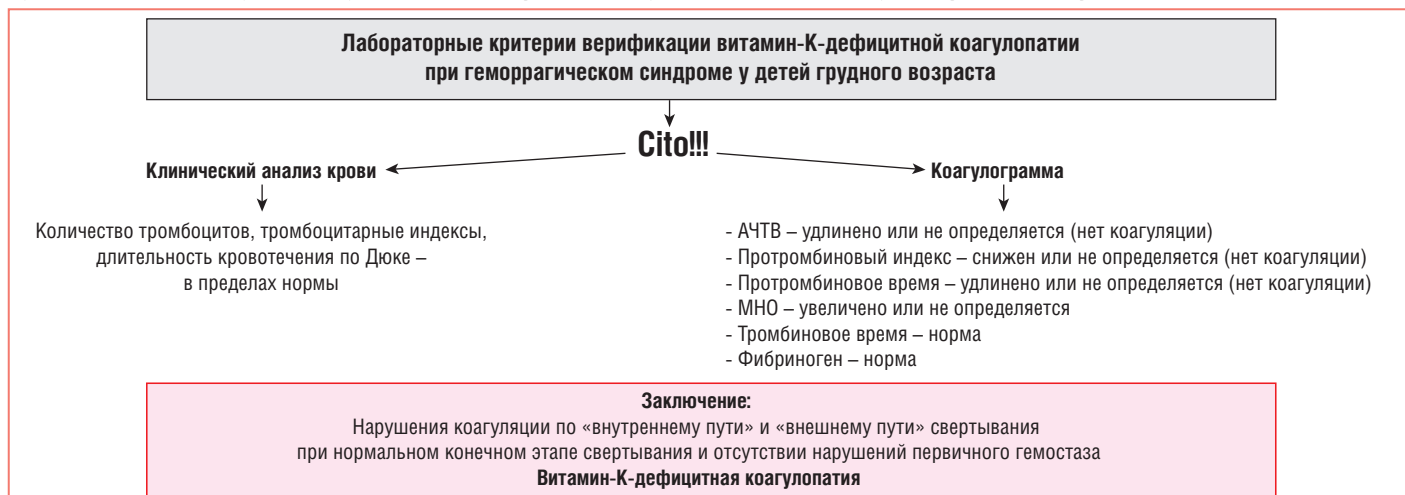 Лабораторные критерии верификации витамин-К-дефицитной коагулопатии
при геморрагическом синдроме у детей грудного возраста
Cito!!!
Клинический анализ крови
Количество тромбоцитов, тромбоцитарные индексы,
длительность кровотечения по Дюке –
в пределах нормы
Коагулограмма
- АЧТВ – удлинено или не определяется (нет коагуляции)
- Протромбиновый индекс – снижен или не определяется (нет коагуляции)
- Протромбиновое время – удлинено или не определяется (нет коагуляции)
- МНО – увеличено или не определяется
- Тромбиновое время – норма
- Фибриноген – норма
Заключение:
Нарушения коагуляции по «внутреннему пути» и «внешнему пути» свертывания
при нормальном конечном этапе свертывания и отсутствии нарушений первичного гемостаза
Витамин-К-дефицитная коагулопатия